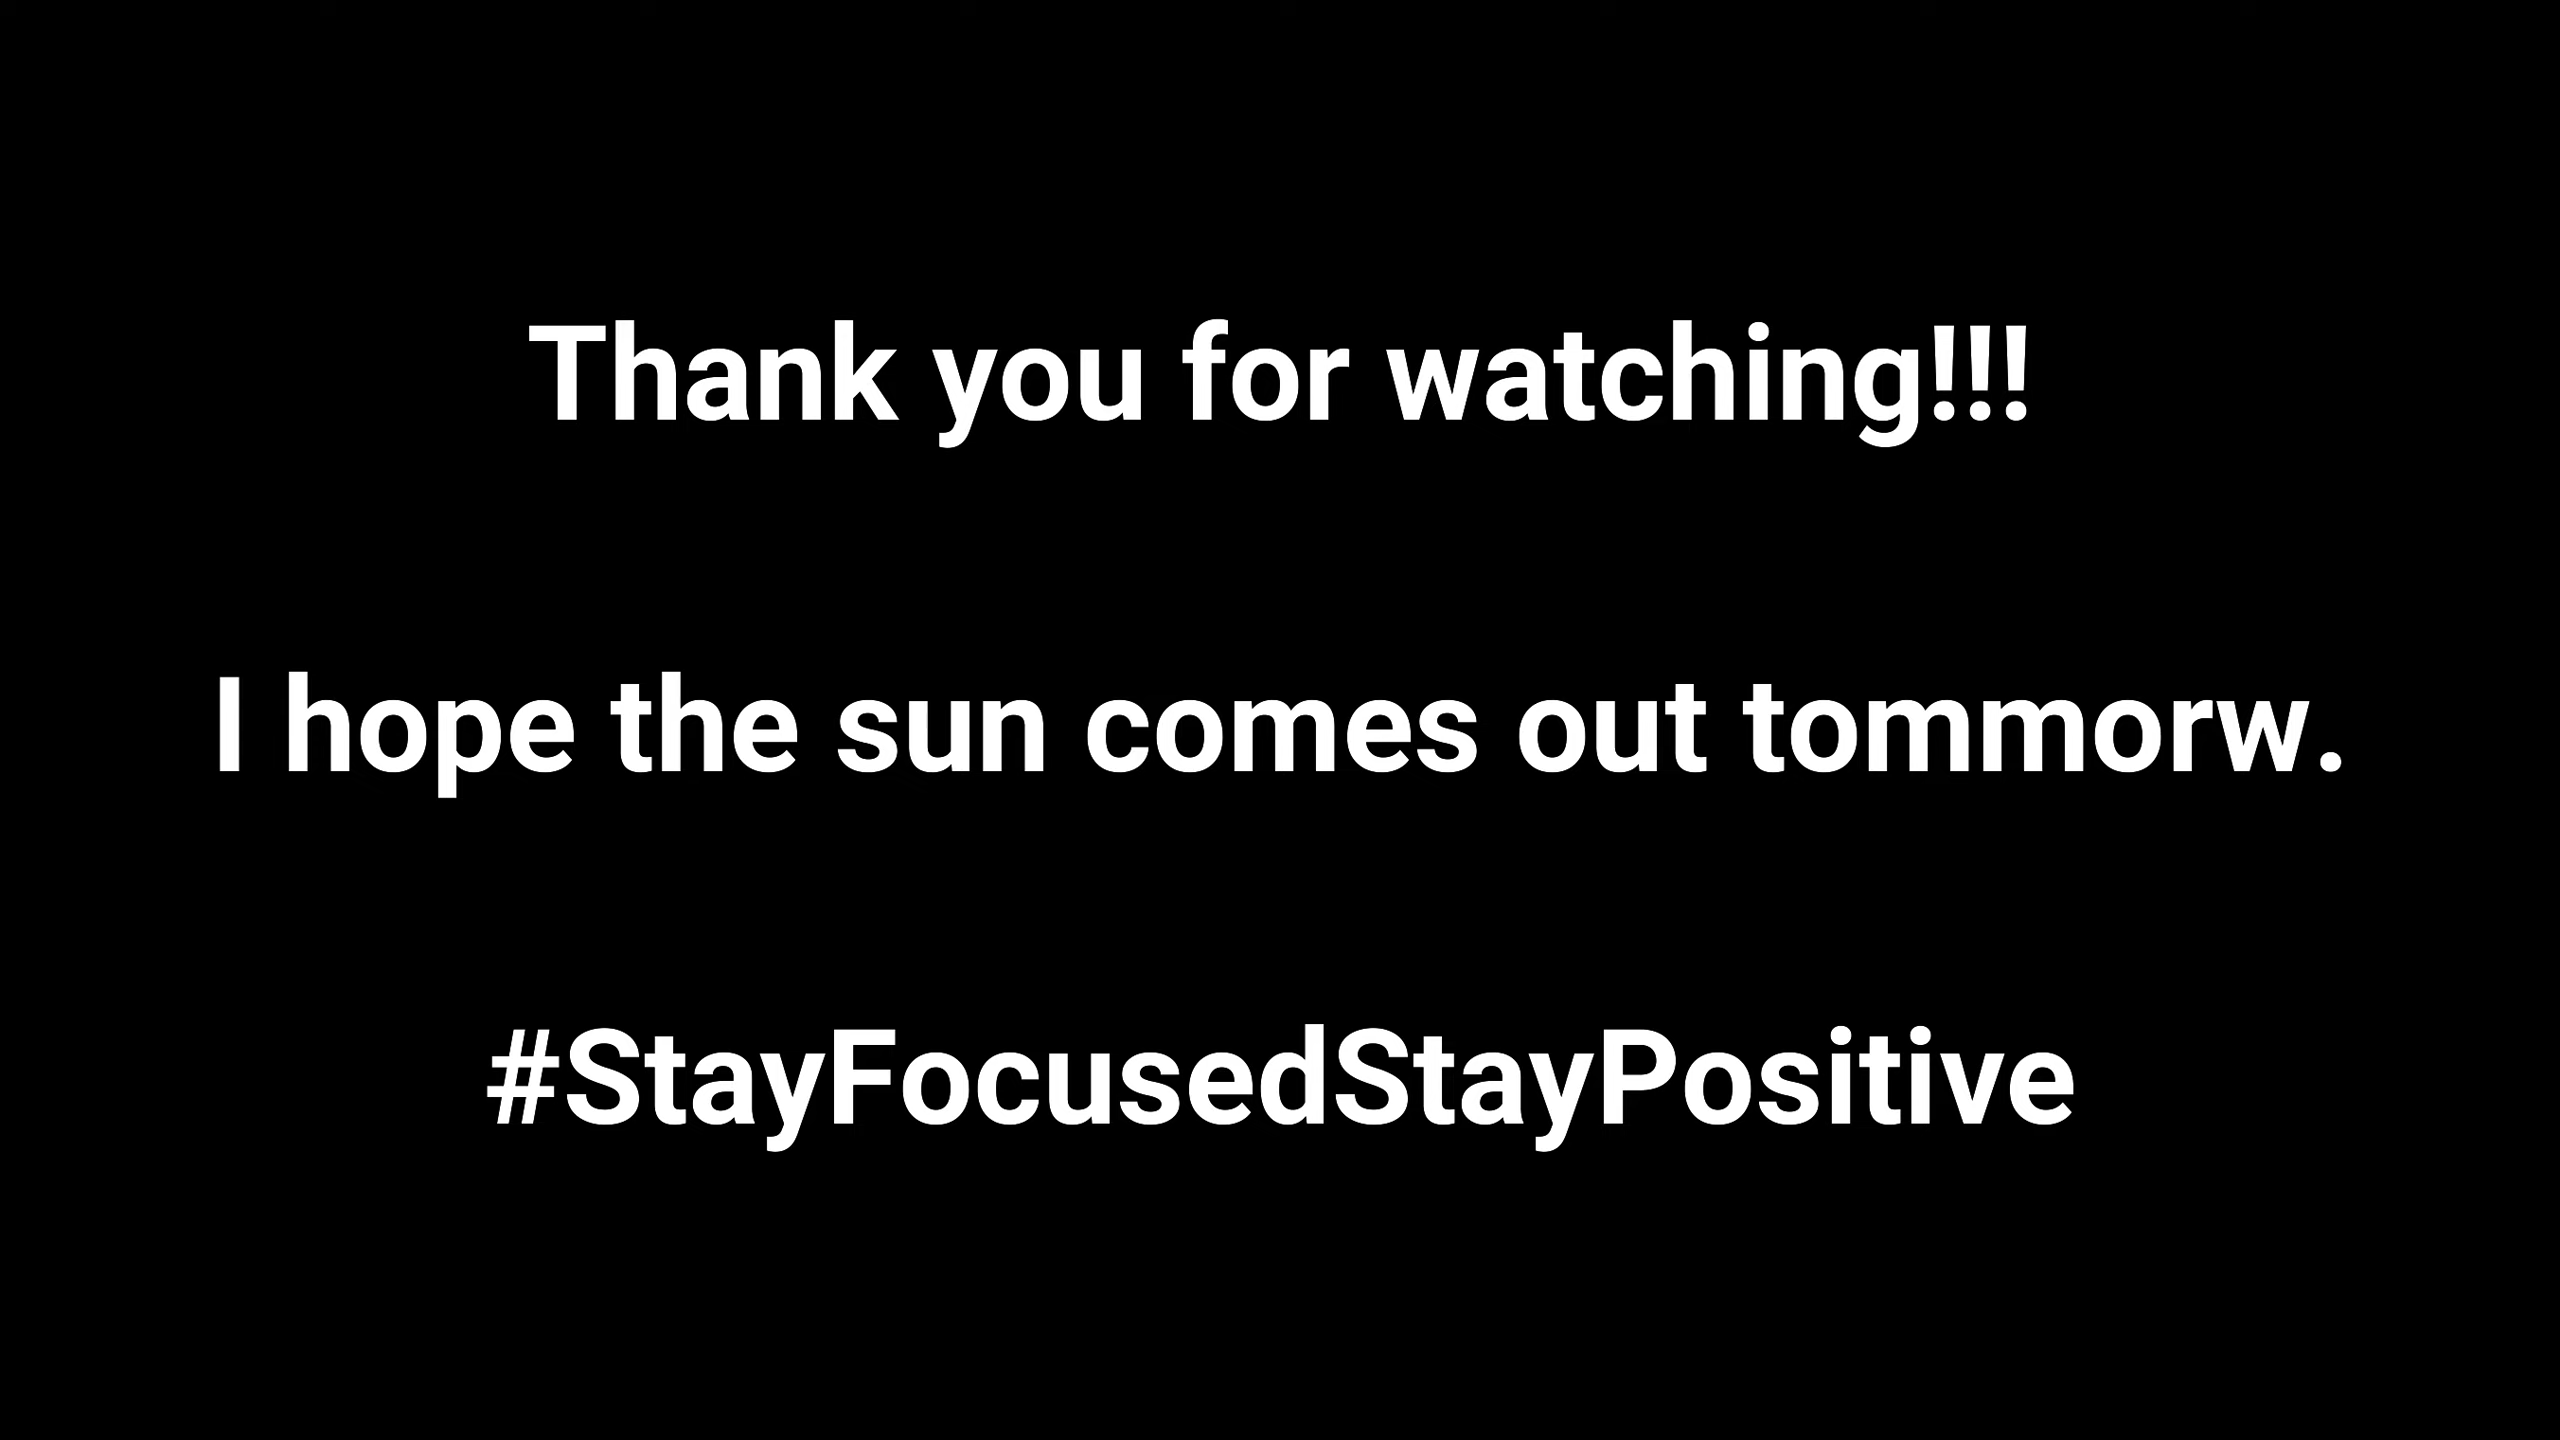 Thank you for watching!!!
I hope the sun comes out tommorw.
#StayFocusedStayPositive